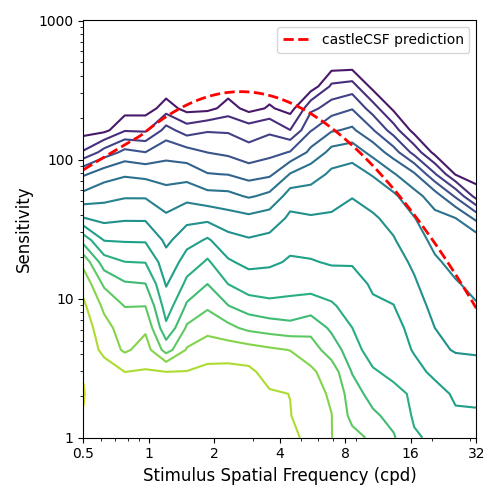 1000
castleCSF prediction
100
Sensitivity
10
1
0.5 1 2 4 8 16 32
Stimulus Spatial Frequency (cpd)